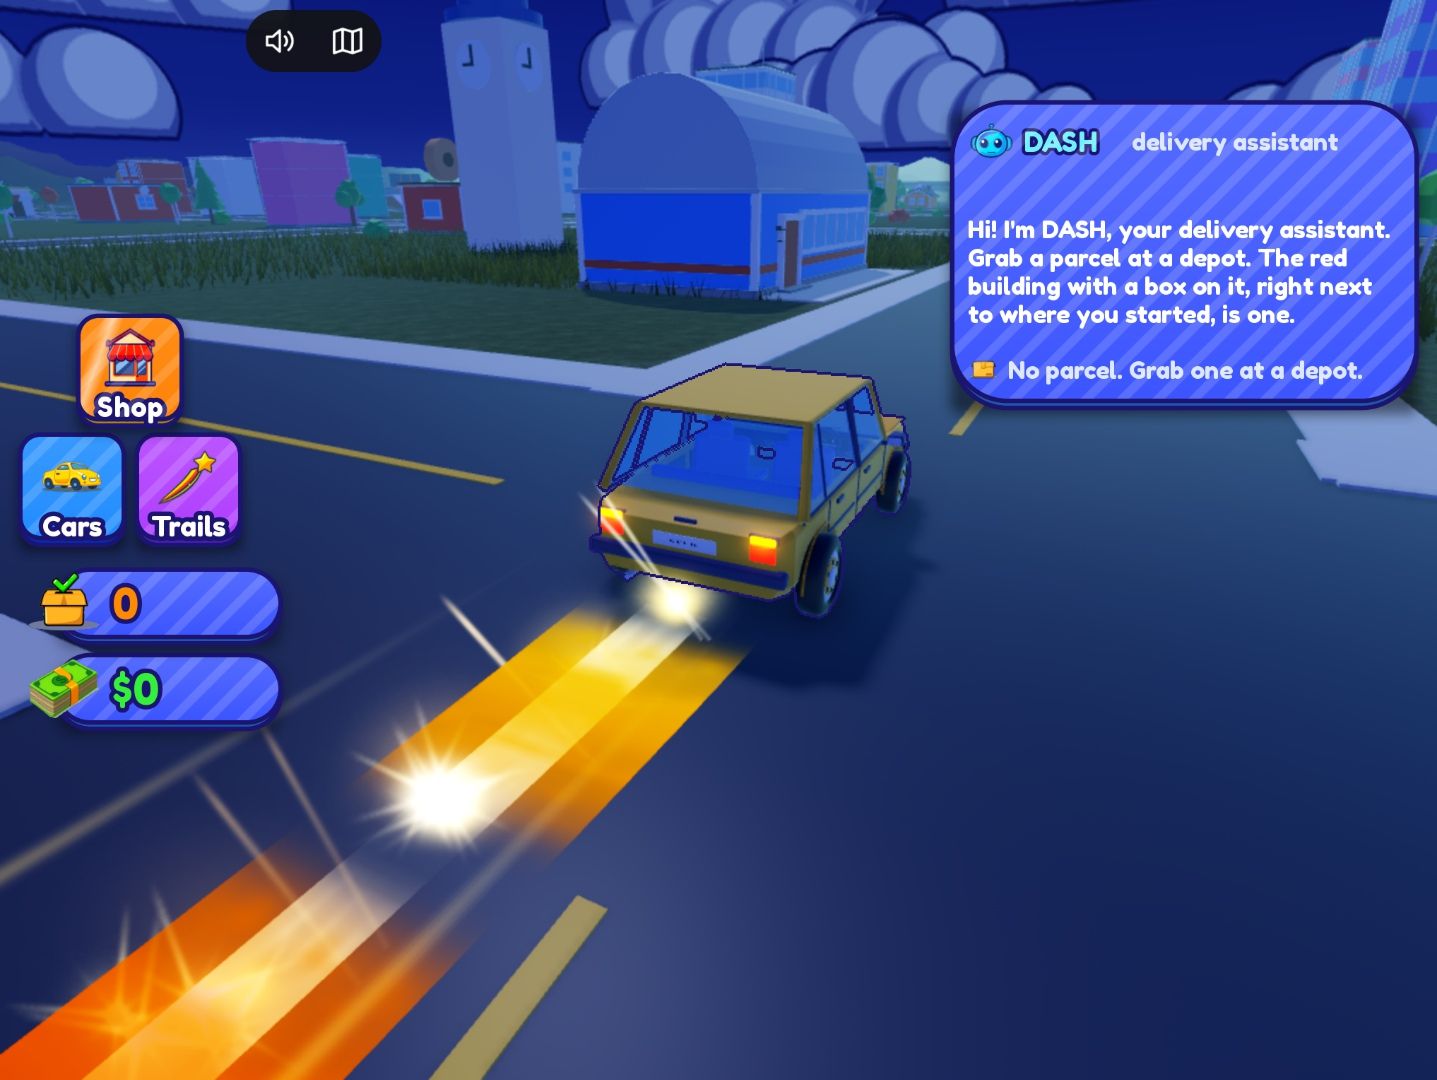 DASH delivery assistant
Hi! I'm DASH, your delivery assistant.
Grab a parcel at a depot. The red
building with a box on it, right next
to where you started, is one.
No parcel. Grab one at a depot.
Shop
Cars
Trails
0
$0